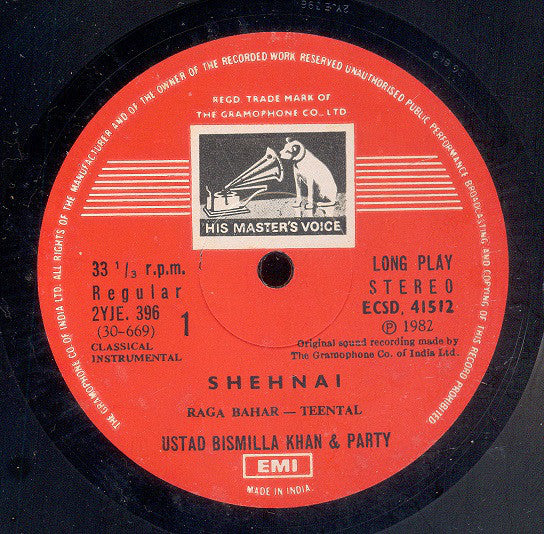 THE GRAMOPHONE CO. OF INDIA LTD. ALL RIGHTS OF THE MANUFACTURER AND OF THE OWNER OF THE RECORDED WORK RESERVED UNAUTHORISED PUBLIC PERFORMANCE BROADCASTING AND COPYING OF THIS RECORD PROHIBITED
REGD TRADE MARK OF
THE GRAMOPHONE CO. LTD
HIS MASTER'S VOICE
33 1/3 r.p.m.
Regular
2YJE. 396
(30-669)
1
CLASSICAL
INSTRUMENTAL
LONG PLAY
STEREO
ECSD. 41512
Ⓟ 1982
Original sound recording made by
The Gramophone Co. of India Ltd.
SHEHNAI
RAGA BAHAR — TEENTAL
USTAD BISMILLA KHAN & PARTY
EMI
MADE IN INDIA.